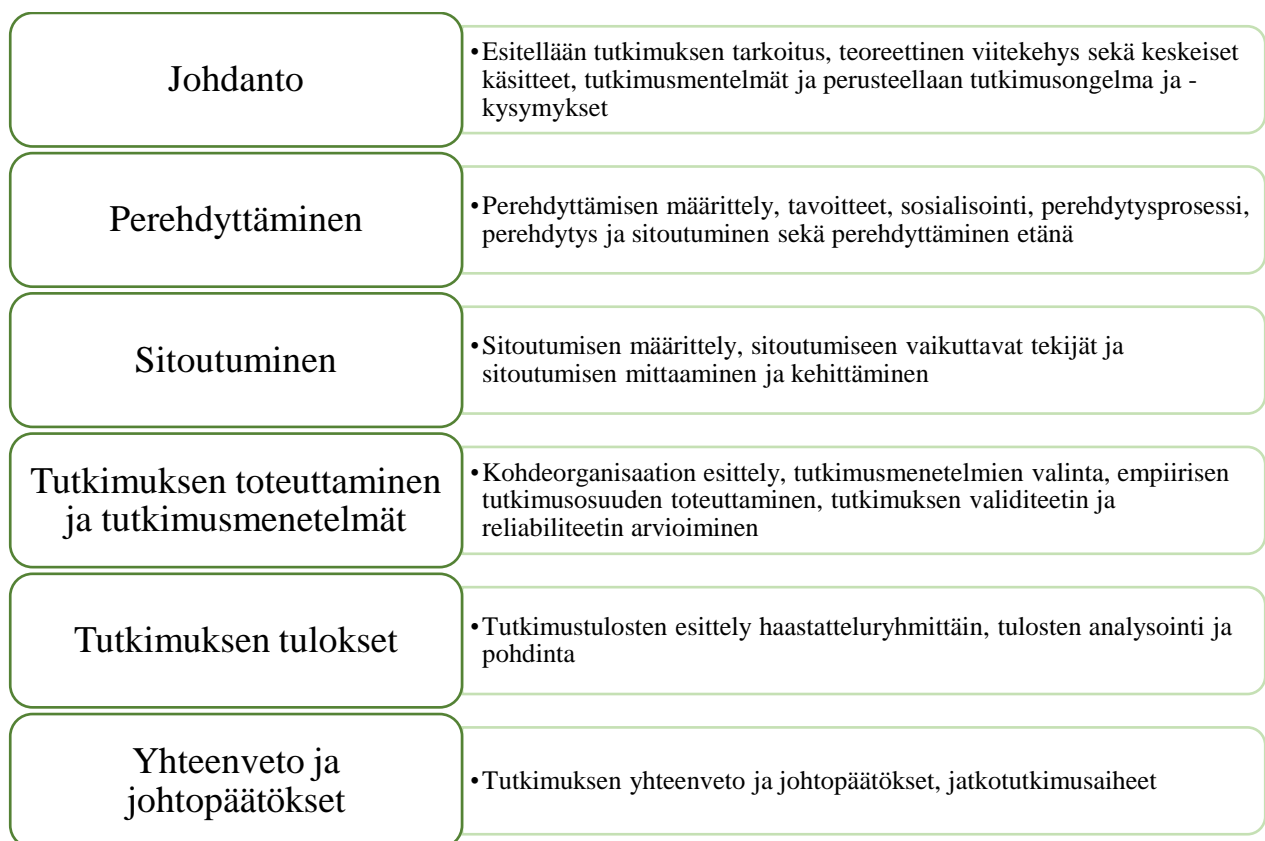 Johdanto
•Esitellään tutkimuksen tarkoitus, teoreettinen viitekehys sekä keskeiset
käsitteet, tutkimusmentelmät ja perusteellaan tutkimusongelma ja -
kysymykset
Perehdyttäminen
•Perehdyttämisen määrittely, tavoitteet, sosialisointi, perehdytysprosessi,
perehdytys ja sitoutuminen sekä perehdyttäminen etänä
Sitoutuminen
•Sitoutumisen määrittely, sitoutumiseen vaikuttavat tekijät ja
sitoutumisen mittaaminen ja kehittäminen
Tutkimuksen toteuttaminen
ja tutkimusmenetelmät
•Kohdeorganisaation esittely, tutkimusmenetelmien valinta, empiirisen
tutkimusosuuden toteuttaminen, tutkimuksen validiteetin ja
reliabiliteetin arvioiminen
Tutkimuksen tulokset
•Tutkimustulosten esittely haastatteluryhmittäin, tulosten analysointi ja
pohdinta
Yhteenveto ja
johtopäätökset
•Tutkimuksen yhteenveto ja johtopäätökset, jatkotutkimusaiheet